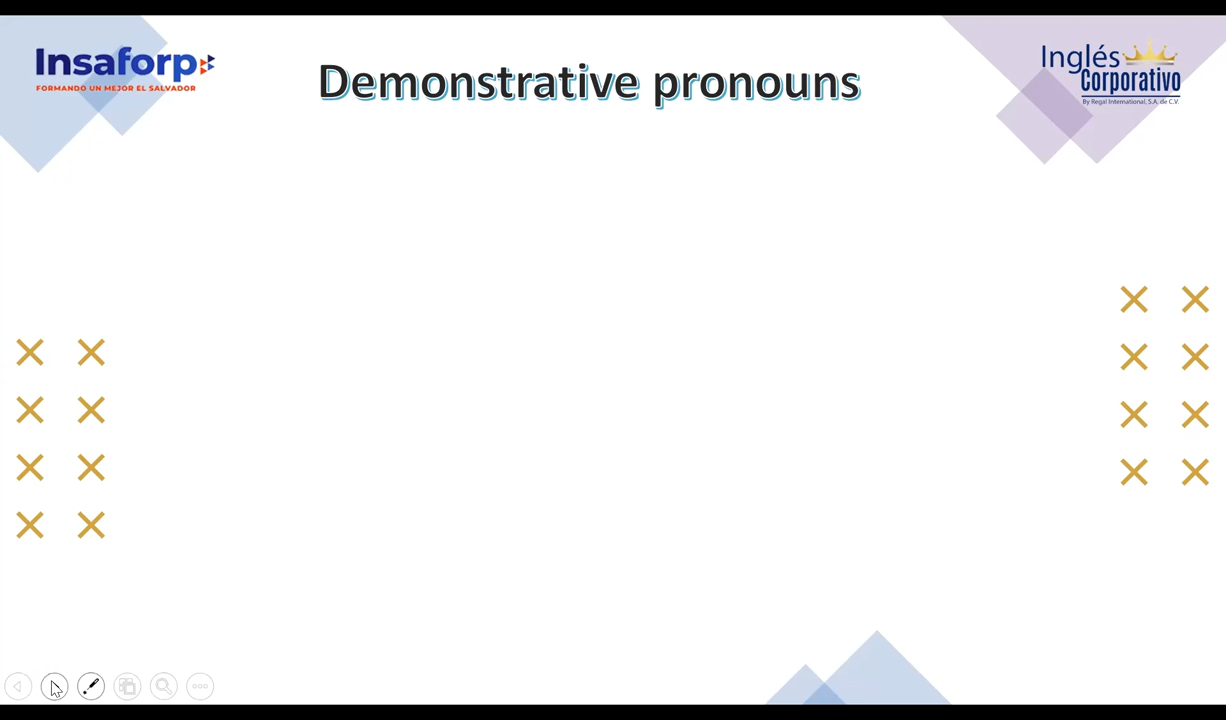 Insaforp
FORMANDO UN MEJOR EL SALVADOR
Demonstrative pronouns
Inglés
Corporativo
By Regal International, S.A. de C.V.